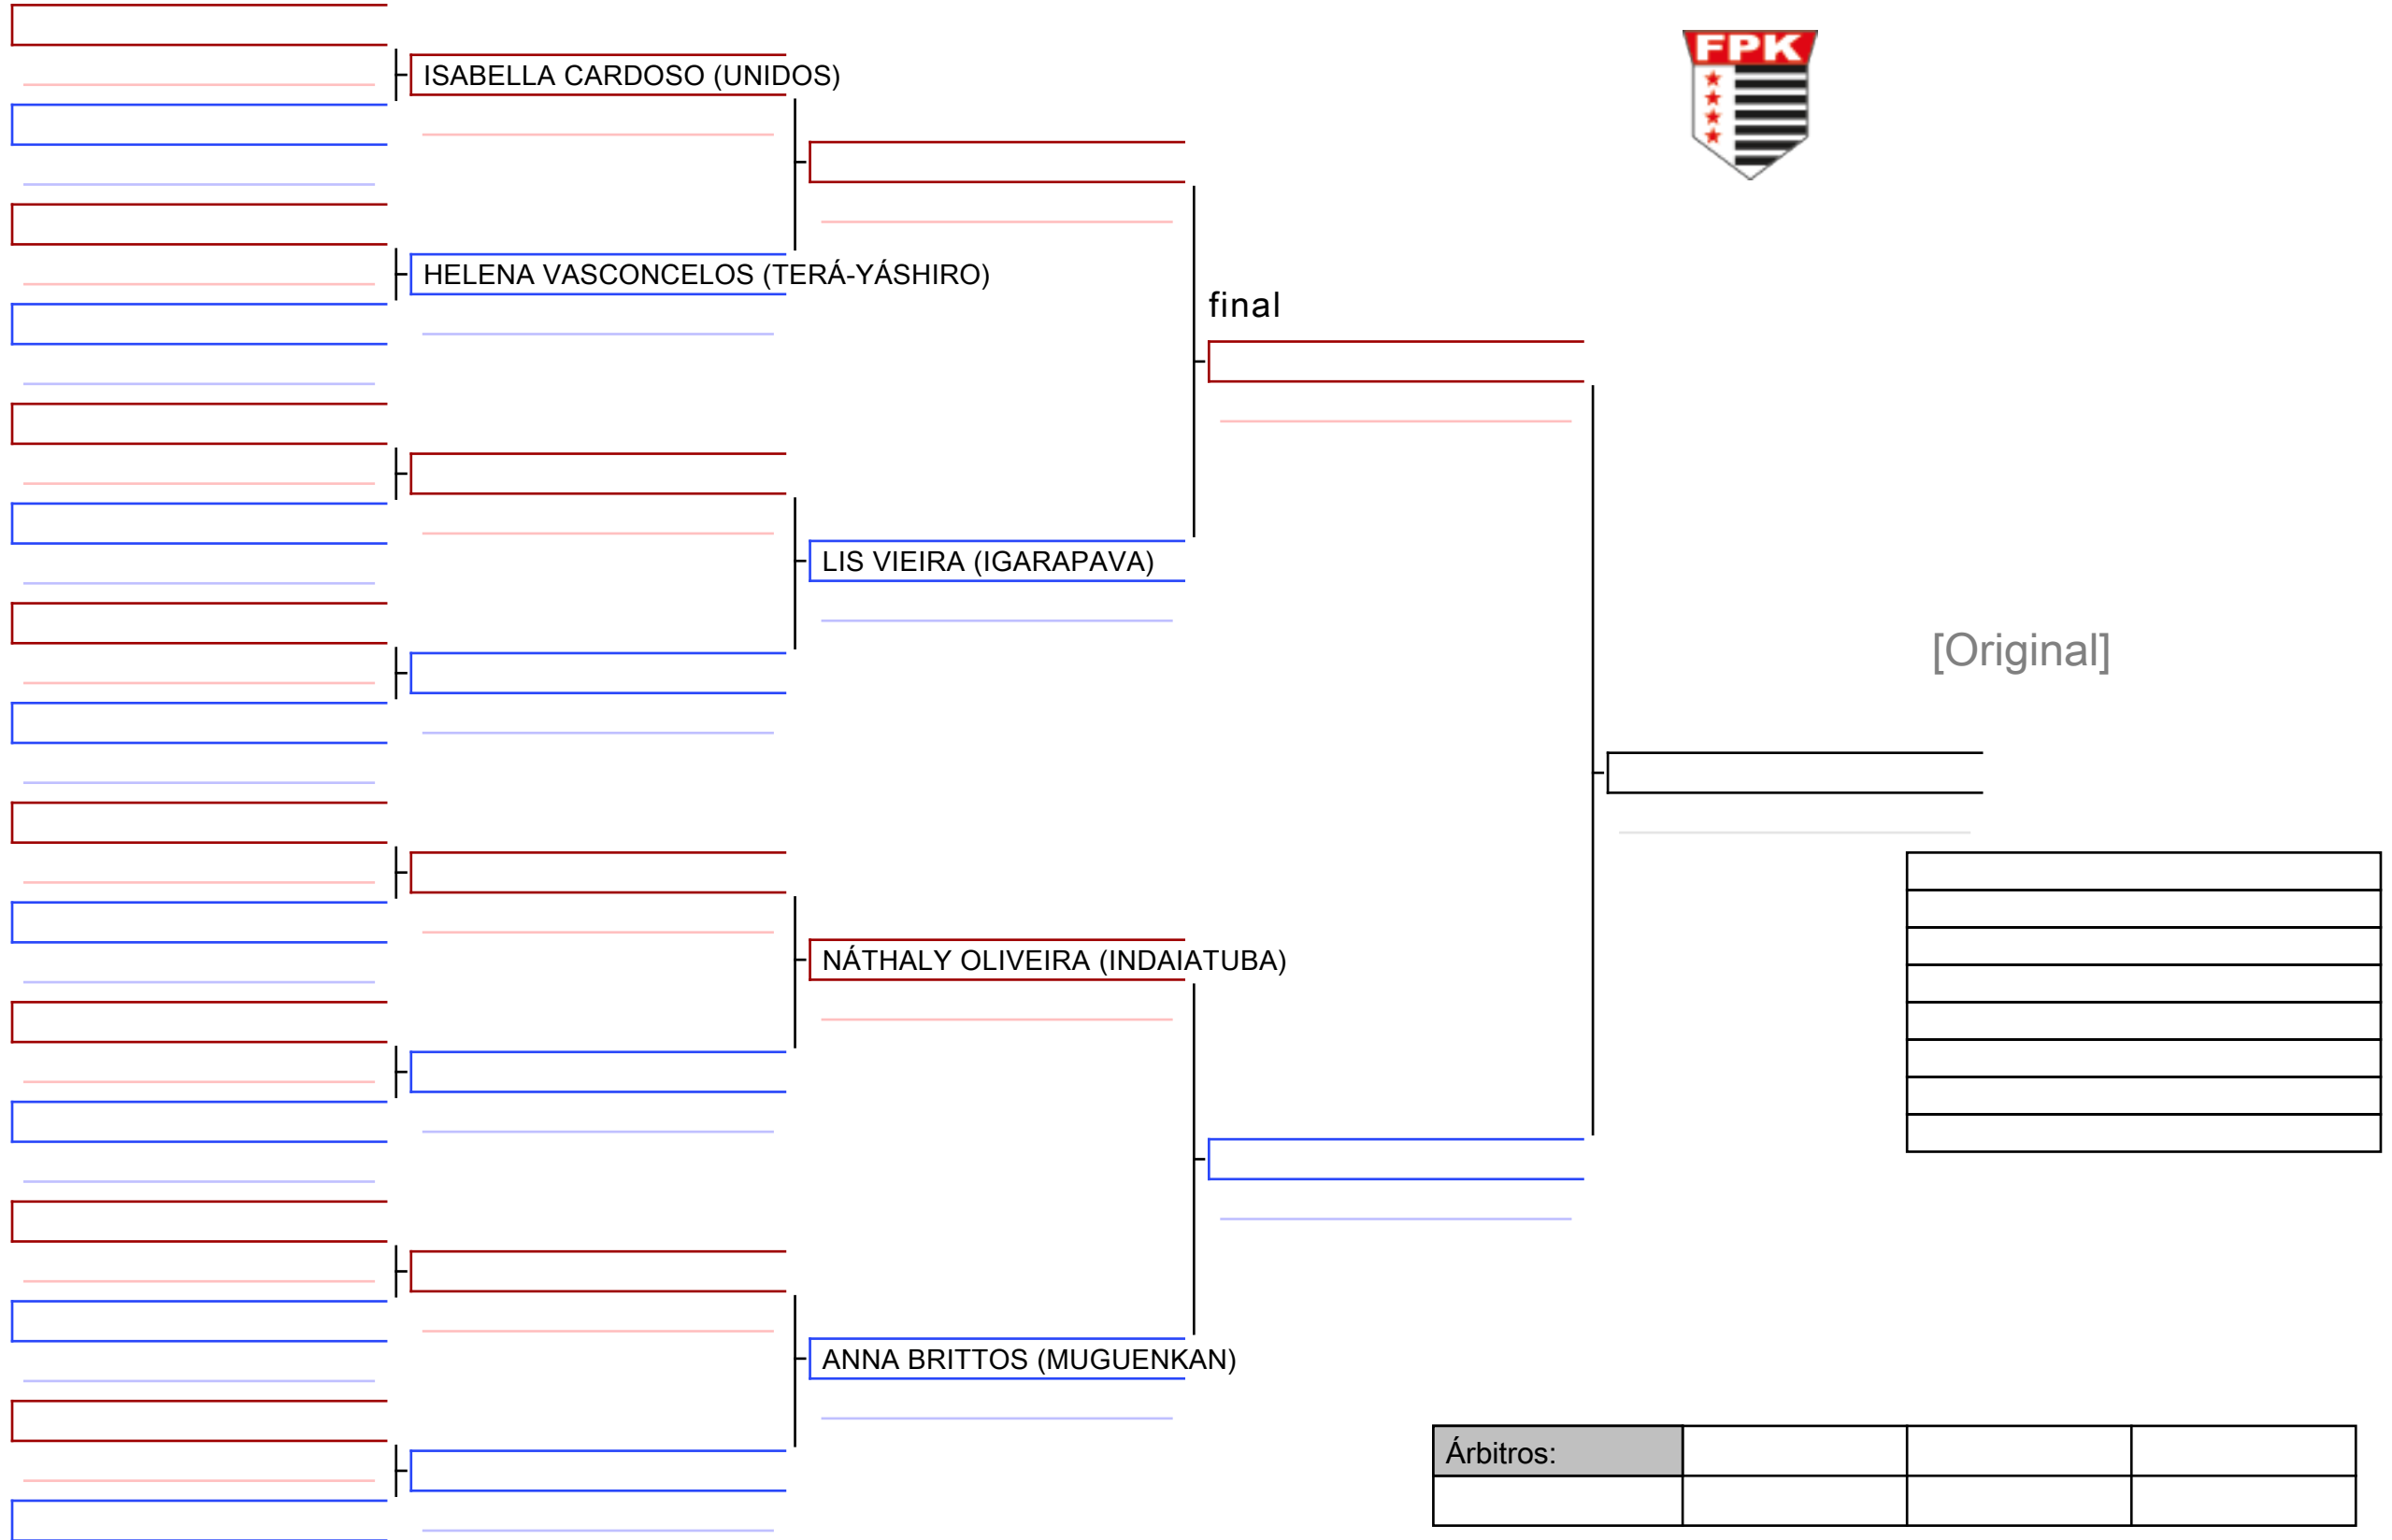 FPK
ISABELLA CARDOSO (UNIDOS)
HELENA VASCONCELOS (TERÁ-YÁSHIRO)
final
LIS VIEIRA (IGARAPAVA)
[Original]
NÁTHALY OLIVEIRA (INDAIATUBA)
ANNA BRITTOS (MUGUENKAN)
Árbitros: